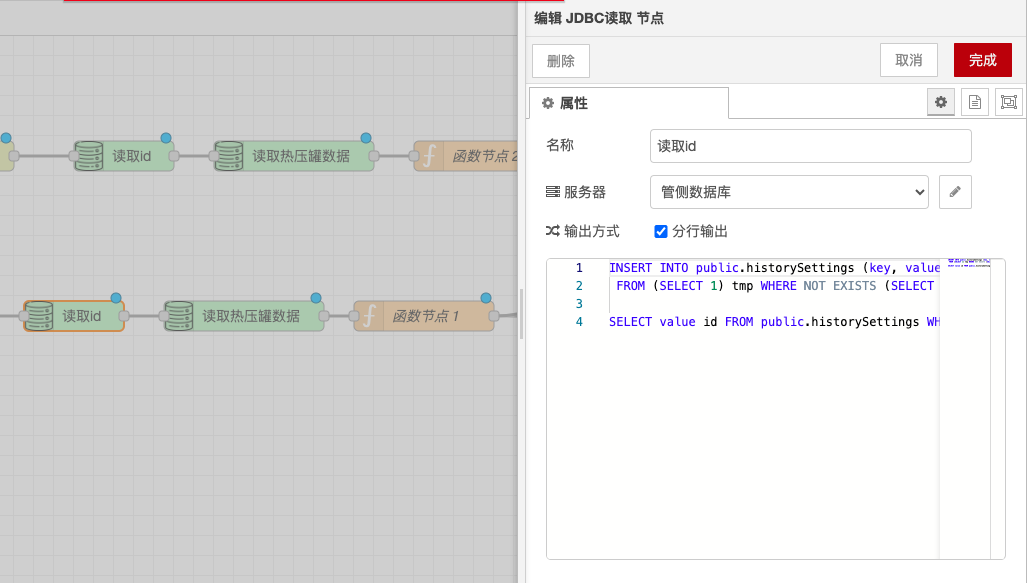 编辑 JDBC读取 节点
删除
取消
完成
属性
名称
读取id
服务器
管侧数据库
输出方式
分行输出
1 INSERT INTO public.historySettings (key, value
2 FROM (SELECT 1) tmp WHERE NOT EXISTS (SELECT
3
4 SELECT value id FROM public.historySettings WH
读取id
读取热压罐数据
函数节点 2
读取id
读取热压罐数据
函数节点 1